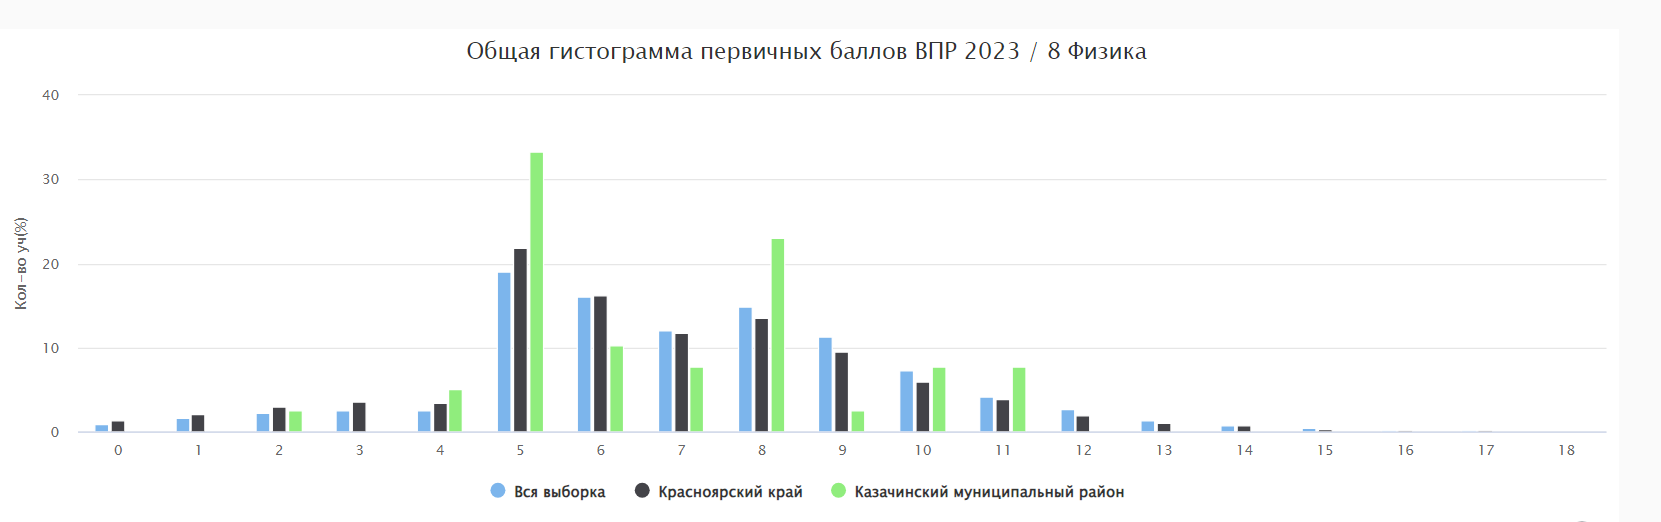 Общая гистограмма первичных баллов ВПР 2023 / 8 Физика
Кол-во уч(%)
40
30
20
10
0
0 1 2 3 4 5 6 7 8 9 10 11 12 13 14 15 16 17 18
Вся выборка Красноярский край Казачинский муниципальный район